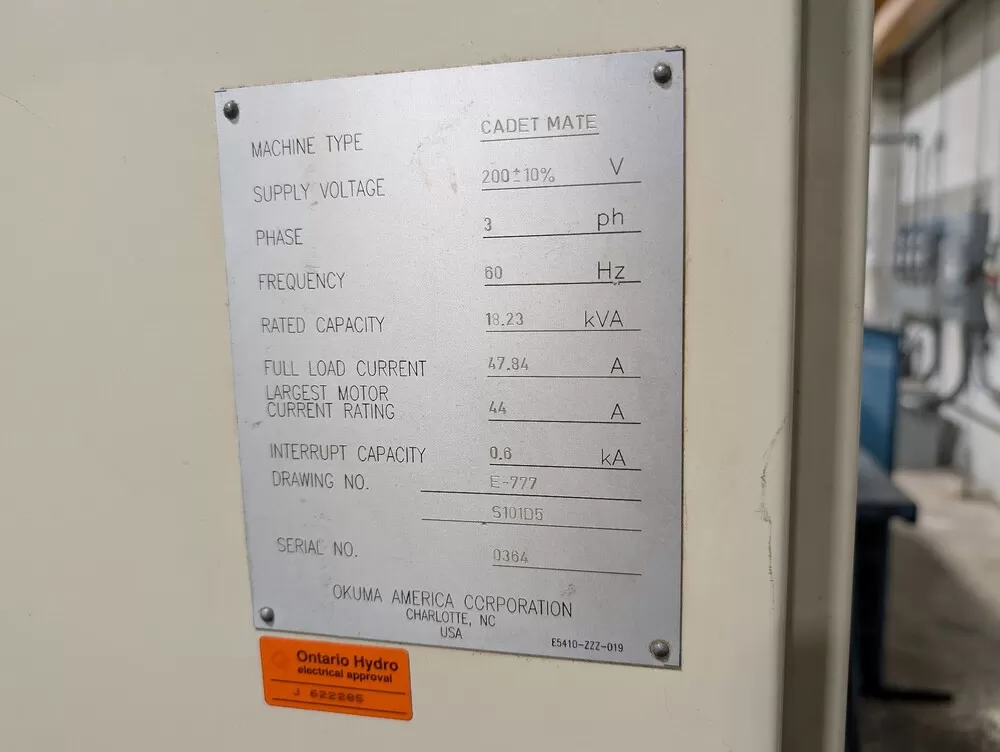 MACHINE TYPE CADET MATE
SUPPLY VOLTAGE 200±10% V
PHASE 3 ph
FREQUENCY 60 Hz
RATED CAPACITY 18.23 kVA
FULL LOAD CURRENT 47.84 A
LARGEST MOTOR
CURRENT RATING 44 A
INTERRUPT CAPACITY 0.6 kA
DRAWING NO. E-777
S101D5
SERIAL NO. 0364
OKUMA AMERICA CORPORATION
CHARLOTTE, NC
USA
E5410-ZZZ-019
Ontario Hydro
electrical approval
J 622285